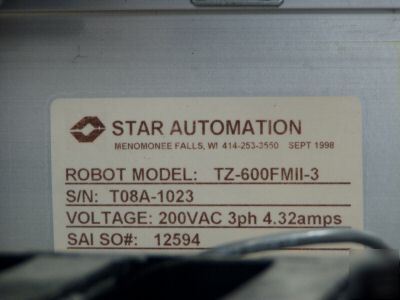 STAR AUTOMATION
MENOMONEE FALLS, WI 414-253-3550 SEPT 1998
ROBOT MODEL: TZ-600FMII-3
S/N: T08A-1023
VOLTAGE: 200VAC 3ph 4.32amps
SAI SO#: 12594